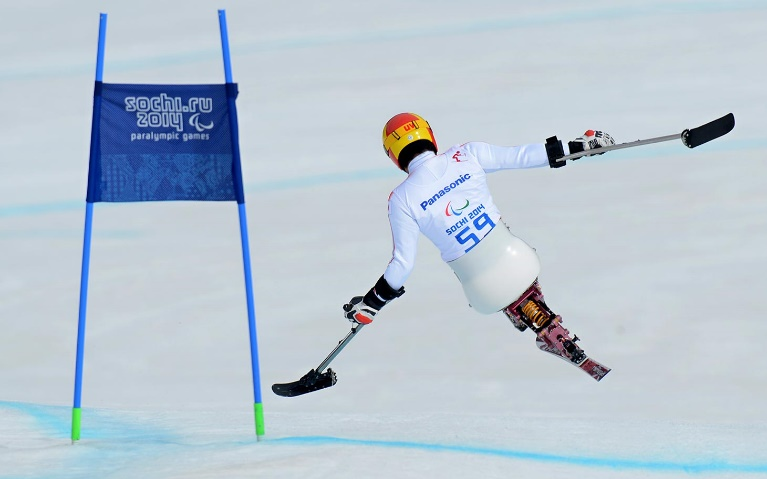 sochi.ru
2014
paralympic games
Panasonic
SOCHI 2014
59